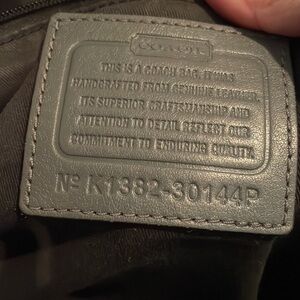 COACH
THIS IS A COACH BAG. IT WAS
HANDCRAFTED FROM GENUINE LEATHER.
ITS SUPERIOR CRAFTSMANSHIP AND
ATTENTION TO DETAIL REFLECT OUR
COMMITMENT TO ENDURING QUALITY.
Nº K1382-30144P